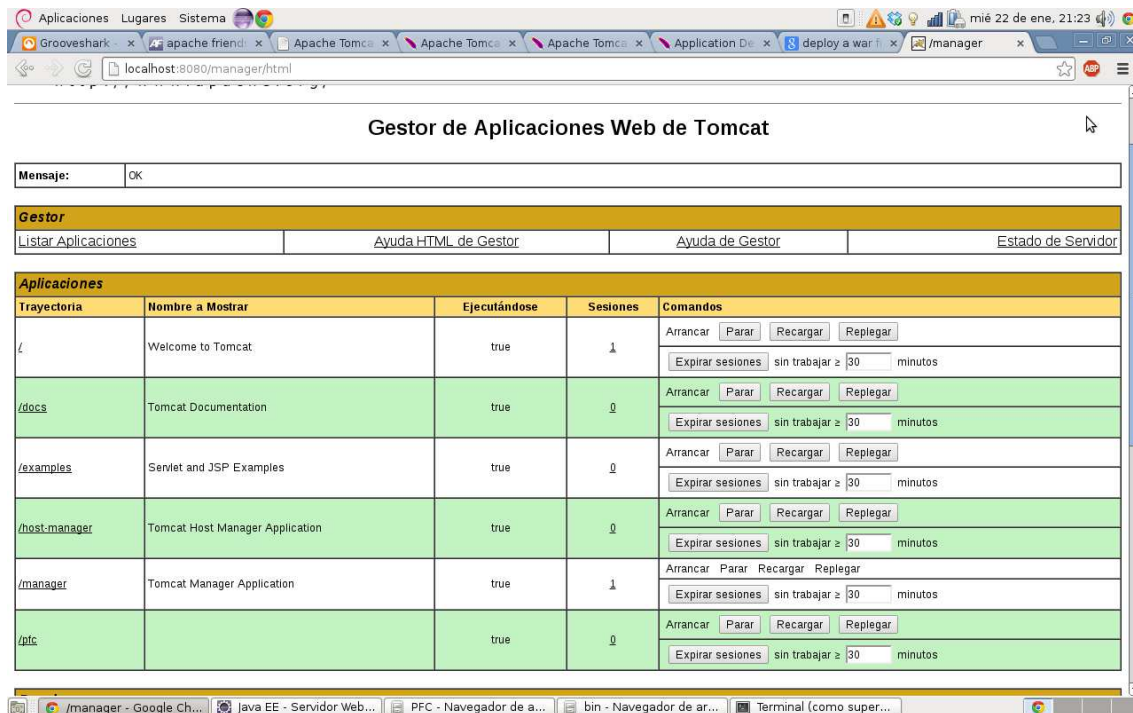 Aplicaciones Lugares Sistema mié 22 de ene, 21:23
Grooveshark - apache friend Apache Tomca Apache Tomca Apache Tomca Application De deploy a war f /manager
localhost:8080/manager/html ABP
Gestor de Aplicaciones Web de Tomcat
Mensaje: OK
Gestor
Listar Aplicaciones Ayuda HTML de Gestor Ayuda de Gestor Estado de Servidor
Aplicaciones
Trayectoria Nombre a Mostrar Ejecutándose Sesiones Comandos
/ Welcome to Tomcat true 1 Arrancar Parar Recargar Replegar
Expirar sesiones sin trabajar ≥ 30 minutos
/docs Tomcat Documentation true 0 Arrancar Parar Recargar Replegar
Expirar sesiones sin trabajar ≥ 30 minutos
/examples Servlet and JSP Examples true 0 Arrancar Parar Recargar Replegar
Expirar sesiones sin trabajar ≥ 30 minutos
/host-manager Tomcat Host Manager Application true 0 Arrancar Parar Recargar Replegar
Expirar sesiones sin trabajar ≥ 30 minutos
/manager Tomcat Manager Application true 1 Arrancar Parar Recargar Replegar
Expirar sesiones sin trabajar ≥ 30 minutos
/pfc true 0 Arrancar Parar Recargar Replegar
Expirar sesiones sin trabajar ≥ 30 minutos
/manager - Google Ch... Java EE - Servidor Web... PFC - Navegador de a... bin - Navegador de ar... Terminal (como super...